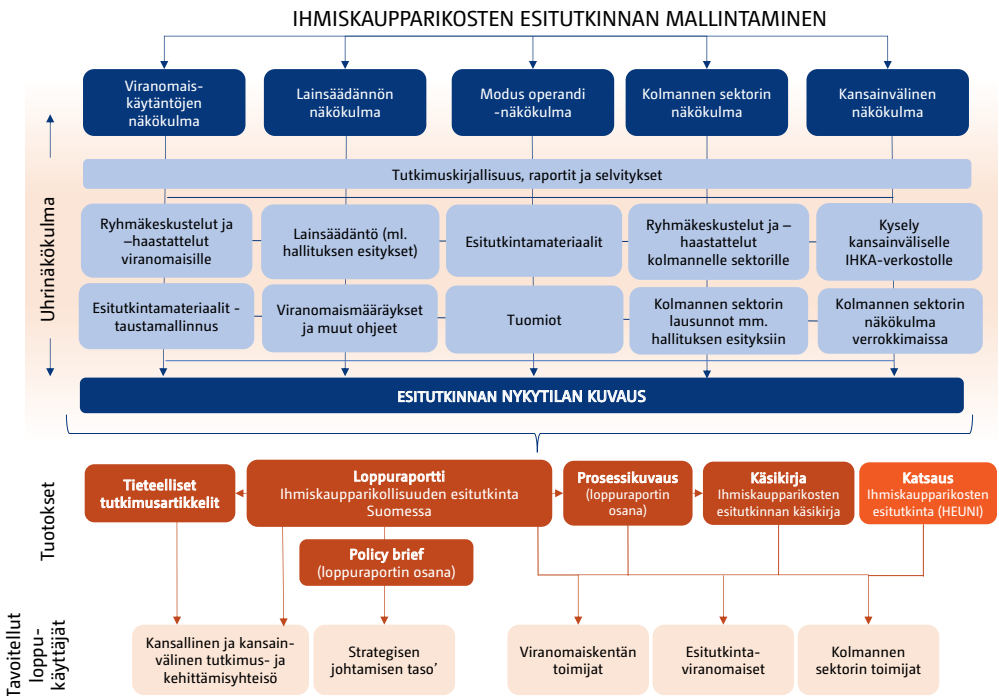 IHMISKAUPPARIKOSTEN ESITUTKINNAN MALLINTAMINEN
Viranomais-
käytäntöjen
näkökulma
Lainsäädännön
näkökulma
Modus operandi
-näkökulma
Kolmannen sektorin
näkökulma
Kansainvälinen
näkökulma
Uhrinäkökulma
Tutkimuskirjallisuus, raportit ja selvitykset
Ryhmäkeskustelut ja
–haastattelut
viranomaisille
Lainsäädäntö (ml.
hallituksen esitykset)
Esitutkintamateriaalit
Ryhmäkeskustelut ja –
haastattelut
kolmannelle sektorille
Kysely
kansainväliselle
IHKA-verkostolle
Esitutkintamateriaalit -
taustamallinnus
Viranomaismääräykset
ja muut ohjeet
Tuomiot
Kolmannen sektorin
lausunnot mm.
hallituksen esityksiin
Kolmannen sektorin
näkökulma
verrokkimaissa
ESITUTKINNAN NYKYTILAN KUVAUS
Tuotokset
Tieteelliset
tutkimusartikkelit
Loppuraportti
Ihmiskaupparikollisuuden esitutkinta
Suomessa
Prosessikuvaus
(loppuraportin
osana)
Käsikirja
Ihmiskaupparikosten
esitutkinnan käsikirja
Katsaus
Ihmiskaupparikosten
esitutkinta (HEUNI)
Policy brief
(loppuraportin osana)
Tavoitellut
loppu-
käyttäjät
Kansallinen ja kansain-
välinen tutkimus- ja
kehittämisyhteisö
Strategisen
johtamisen taso’
Viranomaiskentän
toimijat
Esitutkinta-
viranomaiset
Kolmannen
sektorin toimijat